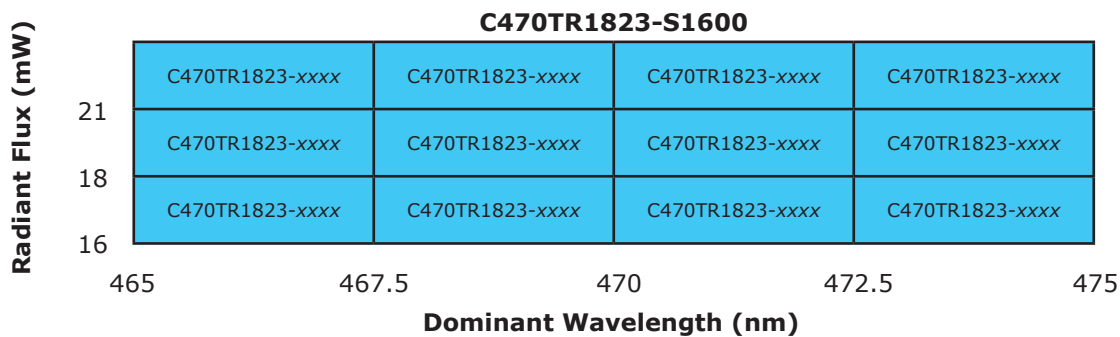 C470TR1823-S1600
Radiant Flux (mW)
C470TR1823-xxxx C470TR1823-xxxx C470TR1823-xxxx C470TR1823-xxxx
21
C470TR1823-xxxx C470TR1823-xxxx C470TR1823-xxxx C470TR1823-xxxx
18
C470TR1823-xxxx C470TR1823-xxxx C470TR1823-xxxx C470TR1823-xxxx
16
465 467.5 470 472.5 475
Dominant Wavelength (nm)